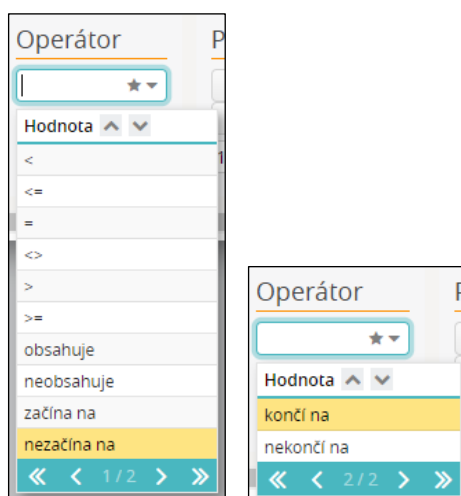 Operátor
Hodnota
<
<=
=
<>
>
>=
obsahuje
neobsahuje
začína na
nezačína na
1 / 2
Operátor
Hodnota
končí na
nekončí na
2 / 2